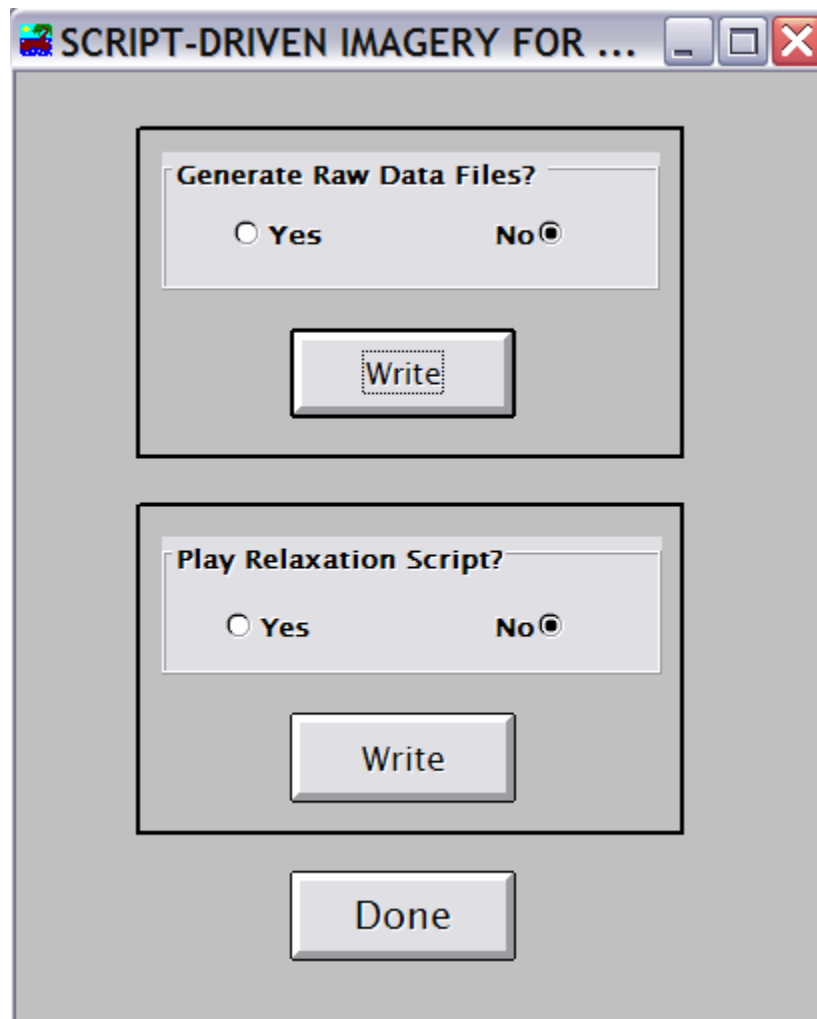 SCRIPT-DRIVEN IMAGERY FOR ...
Generate Raw Data Files?
Yes No
Write
Play Relaxation Script?
Yes No
Write
Done